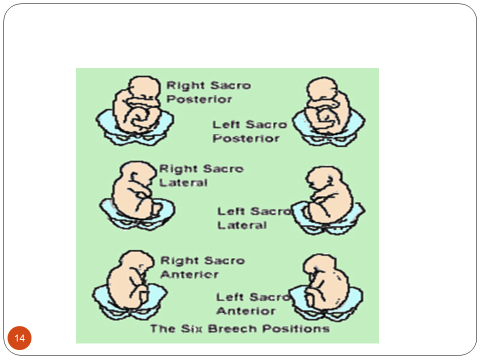 Right Sacro
Posterior
Left Sacro
Posterior
Right Sacro
Lateral
Left Sacro
Lateral
Right Sacro
Anterior
Left Sacro
Anterior
The Six Breech Positions
14